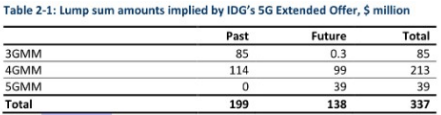 Table 2-1: Lump sum amounts implied by IDG's 5G Extended Offer, $ million
Past Future Total
3GMM 85 0.3 85
4GMM 114 99 213
5GMM 0 39 39
Total 199 138 337